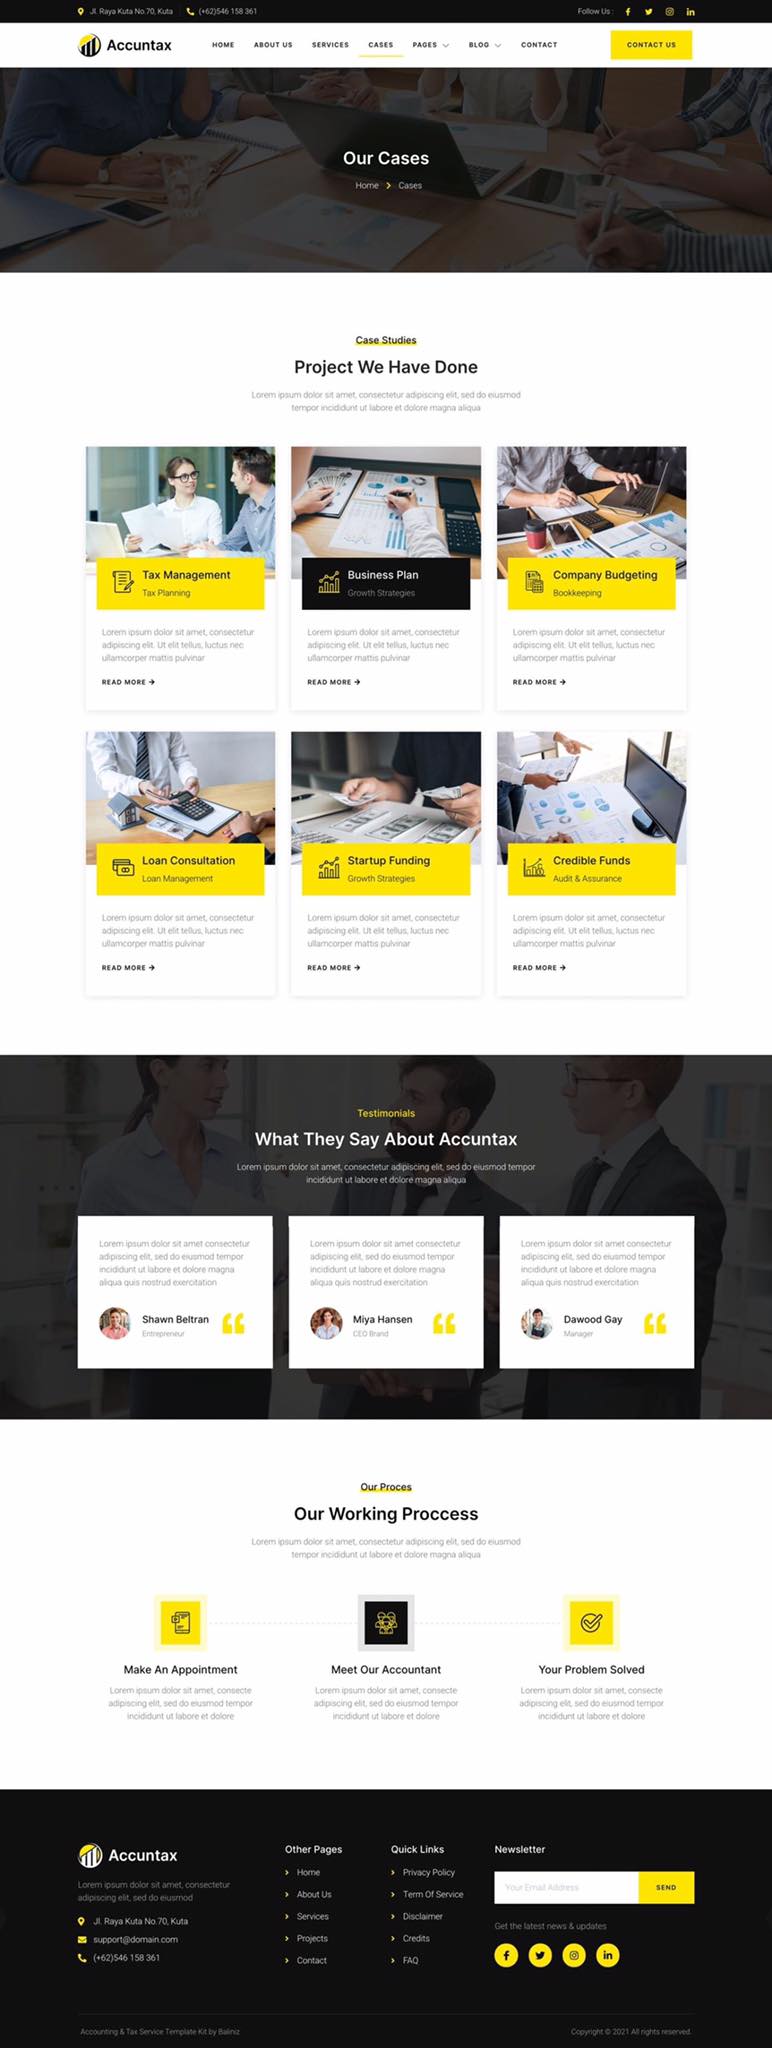 Jl. Raya Kuta No.70, Kuta (+62)546 158 361 Follow Us :
Accuntax HOME ABOUT US SERVICES CASES PAGES BLOG CONTACT CONTACT US
Our Cases
Home Cases
Case Studies
Project We Have Done
Lorem ipsum dolor sit amet, consectetur adipiscing elit, sed do eiusmod
tempor incididunt ut labore et dolore magna aliqua
Tax Management
Tax Planning
Lorem ipsum dolor sit amet, consectetur
adipiscing elit. Ut elit tellus, luctus nec
ullamcorper mattis pulvinar
READ MORE
Business Plan
Growth Strategies
Lorem ipsum dolor sit amet, consectetur
adipiscing elit. Ut elit tellus, luctus nec
ullamcorper mattis pulvinar
READ MORE
Company Budgeting
Bookkeeping
Lorem ipsum dolor sit amet, consectetur
adipiscing elit. Ut elit tellus, luctus nec
ullamcorper mattis pulvinar
READ MORE
Loan Consultation
Loan Management
Lorem ipsum dolor sit amet, consectetur
adipiscing elit. Ut elit tellus, luctus nec
ullamcorper mattis pulvinar
READ MORE
Startup Funding
Growth Strategies
Lorem ipsum dolor sit amet, consectetur
adipiscing elit. Ut elit tellus, luctus nec
ullamcorper mattis pulvinar
READ MORE
Credible Funds
Audit & Assurance
Lorem ipsum dolor sit amet, consectetur
adipiscing elit. Ut elit tellus, luctus nec
ullamcorper mattis pulvinar
READ MORE
Testimonials
What They Say About Accuntax
Lorem ipsum dolor sit amet, consectetur adipiscing elit, sed do eiusmod tempor
incididunt ut labore et dolore magna aliqua
Lorem ipsum dolor sit amet consectetur
adipiscing elit, sed do eiusmod tempor
incididunt ut labore et dolore magna
aliqua quis nostrud exercitation
Shawn Beltran
Entrepreneur
Lorem ipsum dolor sit amet consectetur
adipiscing elit, sed do eiusmod tempor
incididunt ut labore et dolore magna
aliqua quis nostrud exercitation
Miya Hansen
CEO Brand
Lorem ipsum dolor sit amet consectetur
adipiscing elit, sed do eiusmod tempor
incididunt ut labore et dolore magna
aliqua quis nostrud exercitation
Dawood Gay
Manager
Our Proces
Our Working Proccess
Lorem ipsum dolor sit amet, consectetur adipiscing elit, sed do eiusmod
tempor incididunt ut labore et dolore magna aliqua
Make An Appointment
Lorem ipsum dolor sit amet, consecte
adipiscing elit, sed do eiusmod tempor
incididunt ut labore et dolore
Meet Our Accountant
Lorem ipsum dolor sit amet, consecte
adipiscing elit, sed do eiusmod tempor
incididunt ut labore et dolore
Your Problem Solved
Lorem ipsum dolor sit amet, consecte
adipiscing elit, sed do eiusmod tempor
incididunt ut labore et dolore
Accuntax
Lorem ipsum dolor sit amet, consectetur
adipiscing elit, sed do eiusmod
Jl. Raya Kuta No.70, Kuta
support@domain.com
(+62)546 158 361
Other Pages
Home
About Us
Services
Projects
Contact
Quick Links
Privacy Policy
Term Of Service
Disclaimer
Credits
FAQ
Newsletter
Your Email Address SEND
Get the latest news & updates
Accounting & Tax Service Template Kit by Baliniz Copyright © 2021 All rights reserved.